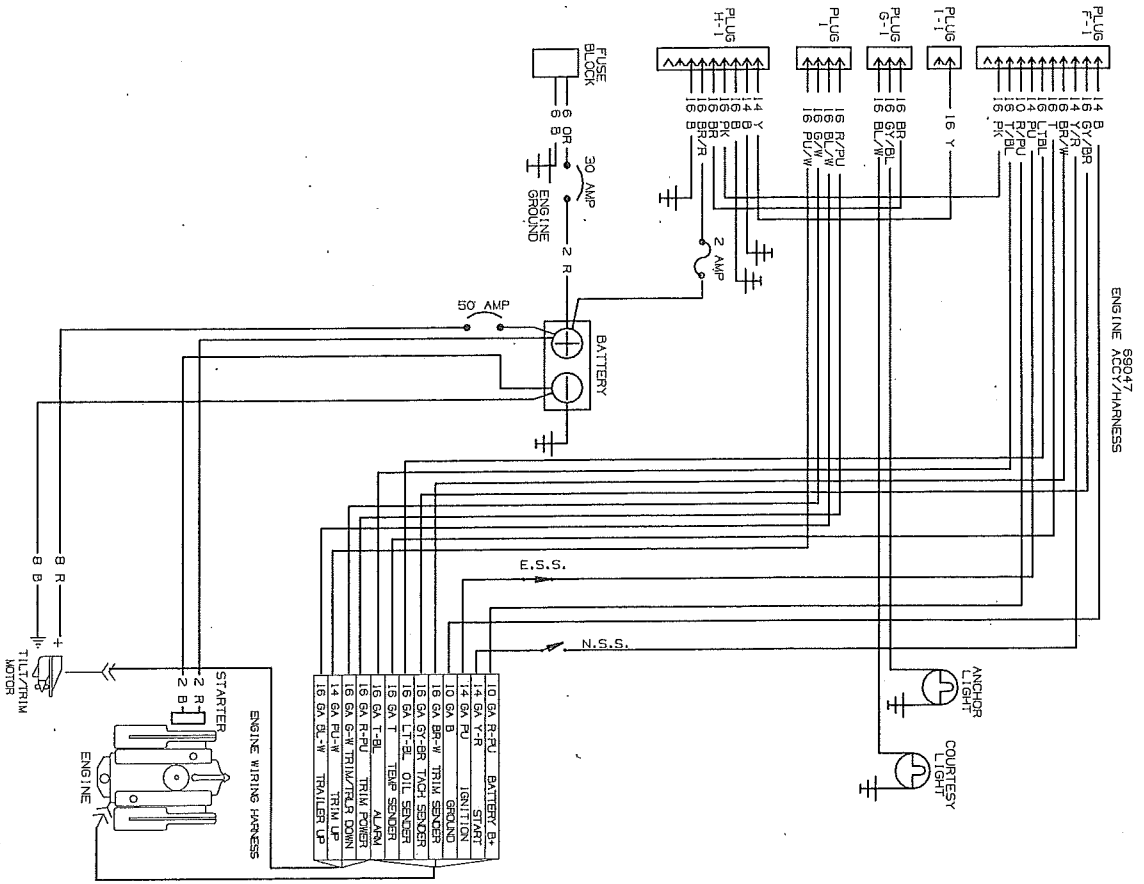 69047
ENGINE ACCY/HARNESS
PLUG
F-1
14 B
16 GY/BR
14 Y/R
16 BR/W
16 T
16 LTBL
14 PU
10 R/PU
16 T/BL
16 PK
PLUG
I-1
16 Y
PLUG
G-1
16 BR
16 GY/BL
16 BL/W
PLUG
I
16 R/PU
16 BL/W
16 G/W
16 PU/W
PLUG
H-1
14 Y
14 B
16 B
16 PK
16 BR
16 BR/R
16 B
FUSE
BLOCK
6 OR
6 B
30 AMP
ENGINE
GROUND
2 R
2 AMP
50 AMP
BATTERY
8 R
8 B
+
TILT/TRIM
MOTOR
2 R
2 B
STARTER
ENGINE
ENGINE WIRING HARNESS
E.S.S.
N.S.S.
10 GA R-PU BATTERY B+
14 GA Y-R START
14 GA PU IGNITION
10 GA B GROUND
16 GA BR-W TRIM SENDER
16 GA GY-BR TACH SENDER
16 GA LT-BL OIL SENDER
16 GA T TEMP SENDER
16 GA T-BL ALARM
16 GA R-PU TRIM POWER
16 GA G-W TRIM/TRLR DOWN
14 GA PU-W TRIM UP
16 GA BL-W TRAILER UP
ANCHOR
LIGHT
COURTESY
LIGHT